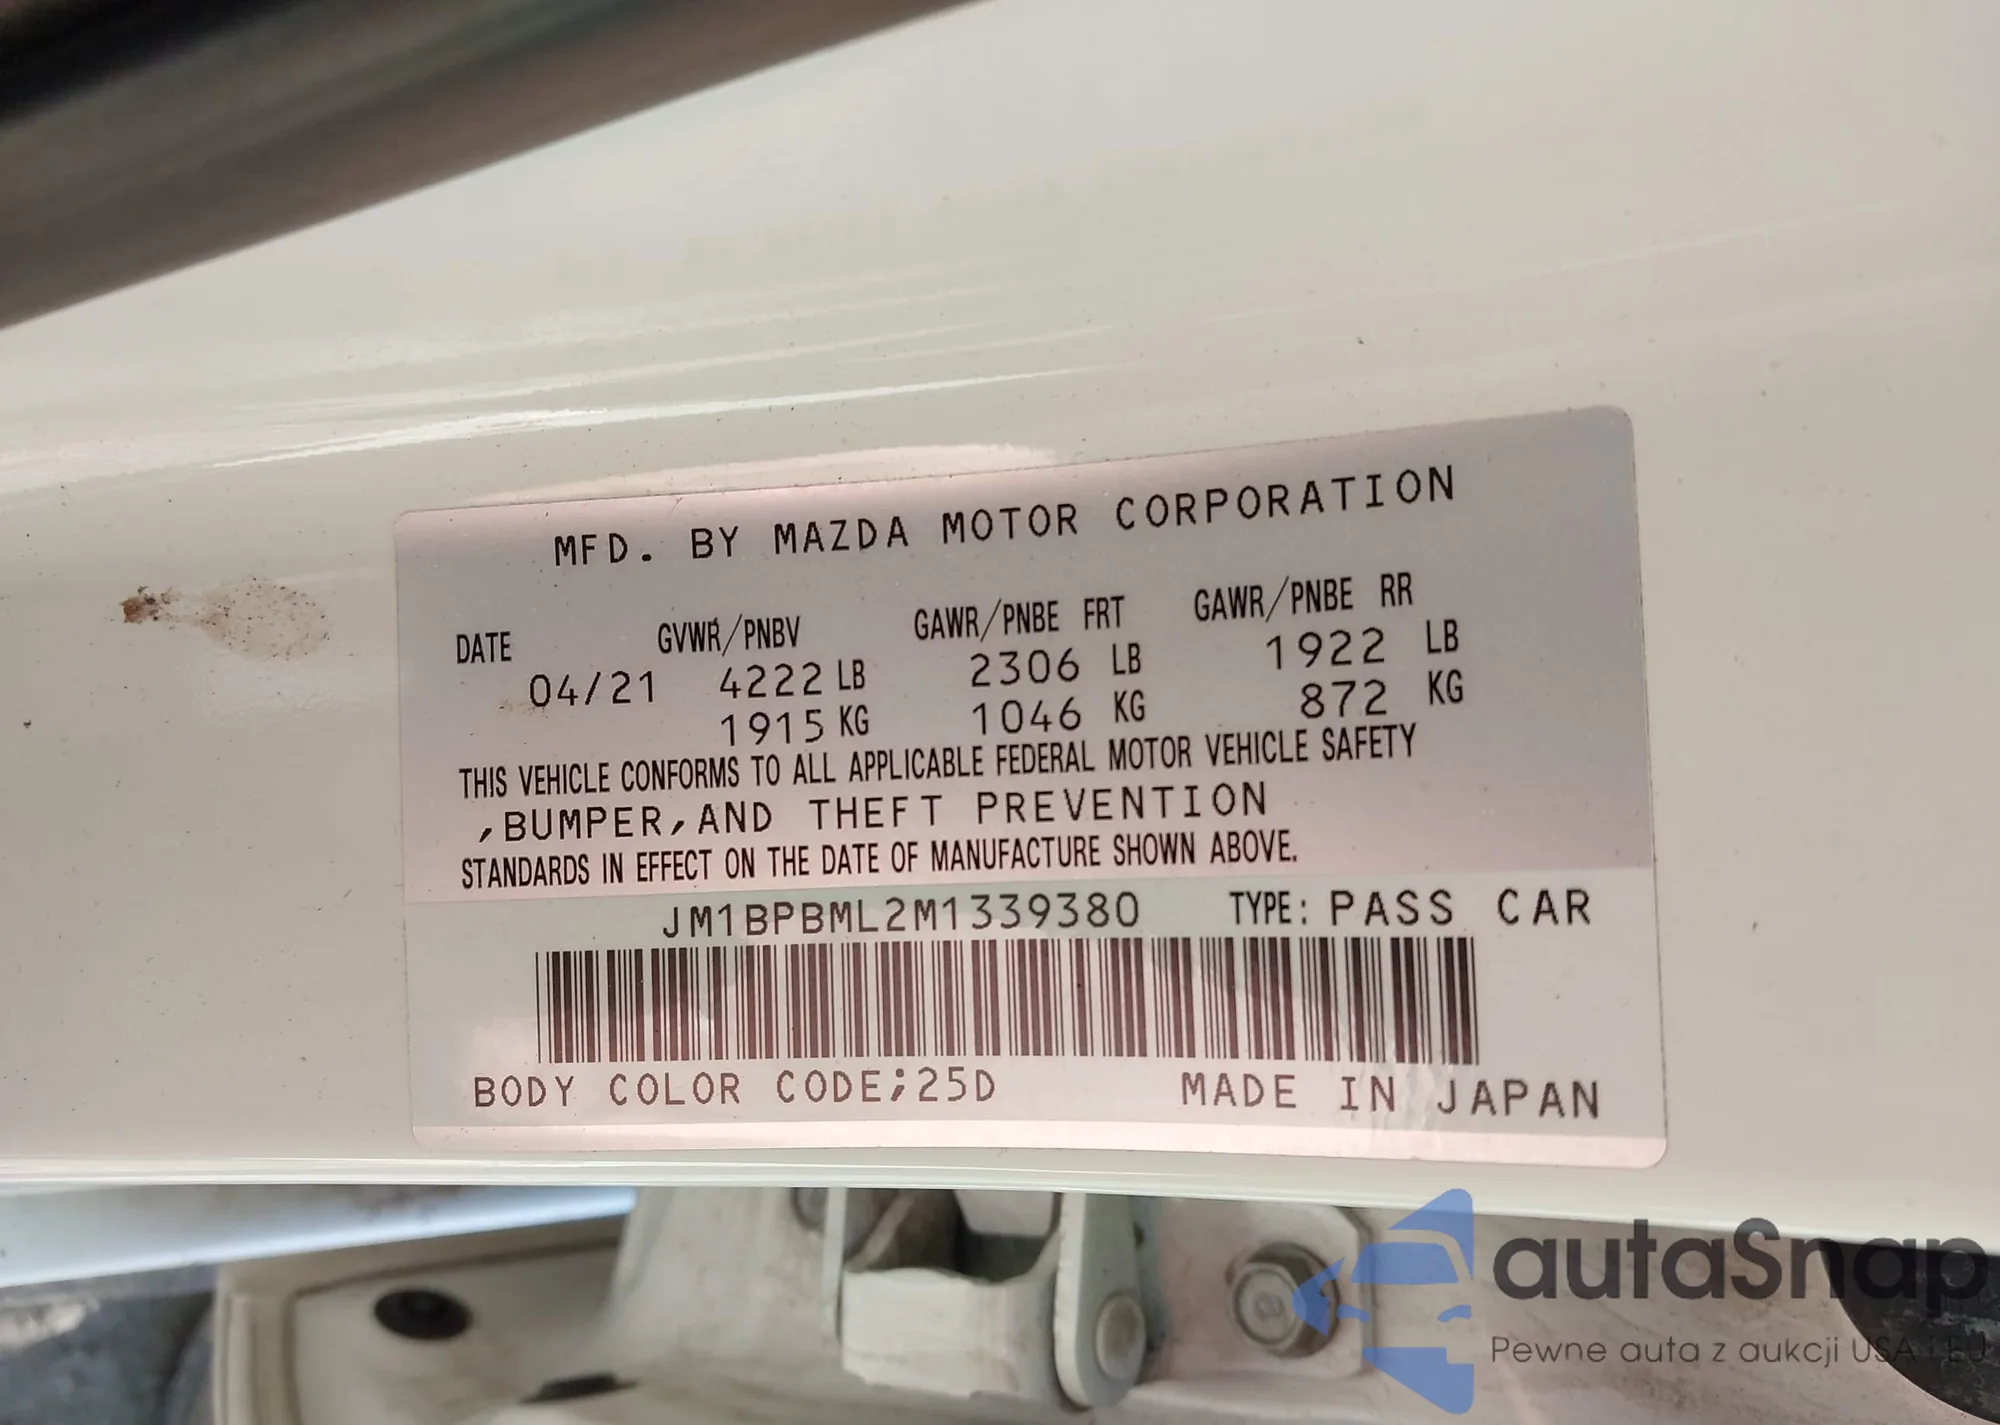 MFD. BY MAZDA MOTOR CORPORATION
DATE GVWR/PNBV GAWR/PNBE FRT GAWR/PNBE RR
04/21 4222 LB 2306 LB 1922 LB
1915 KG 1046 KG 872 KG
THIS VEHICLE CONFORMS TO ALL APPLICABLE FEDERAL MOTOR VEHICLE SAFETY
,BUMPER,AND THEFT PREVENTION
STANDARDS IN EFFECT ON THE DATE OF MANUFACTURE SHOWN ABOVE.
JM1BPBML2M1339380 TYPE: PASS CAR
BODY COLOR CODE;25D MADE IN JAPAN
autaSnap
Pewne auta z aukcji USA i EU